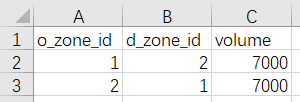 A B C
1 o_zone_id d_zone_id volume
2 1 2 7000
3 2 1 7000